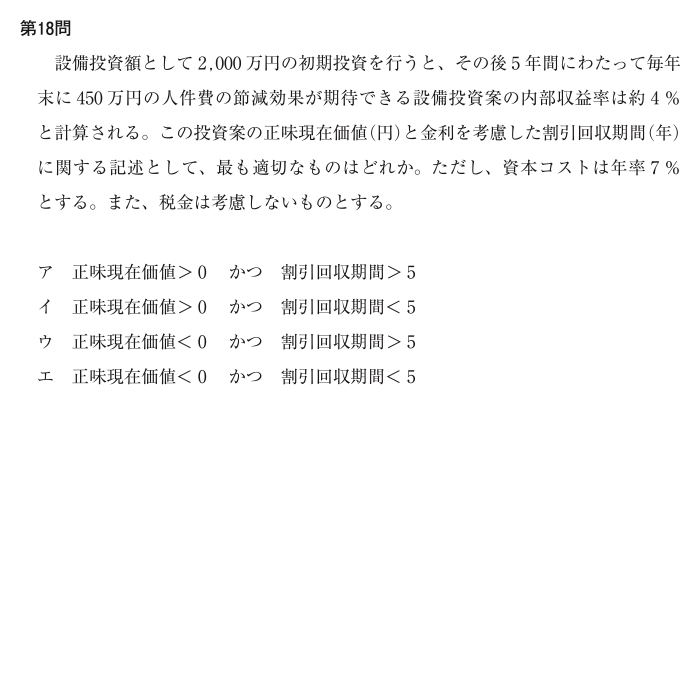 第18問
設備投資額として 2,000 万円の初期投資を行うと、その後 5 年間にわたって毎年
末に 450 万円の人件費の節減効果が期待できる設備投資案の内部収益率は約 4 %
と計算される。この投資案の正味現在価値(円)と金利を考慮した割引回収期間(年)
に関する記述として、最も適切なものはどれか。ただし、資本コストは年率 7 %
とする。また、税金は考慮しないものとする。
ア 正味現在価値> 0 かつ 割引回収期間> 5
イ 正味現在価値> 0 かつ 割引回収期間< 5
ウ 正味現在価値< 0 かつ 割引回収期間> 5
エ 正味現在価値< 0 かつ 割引回収期間< 5